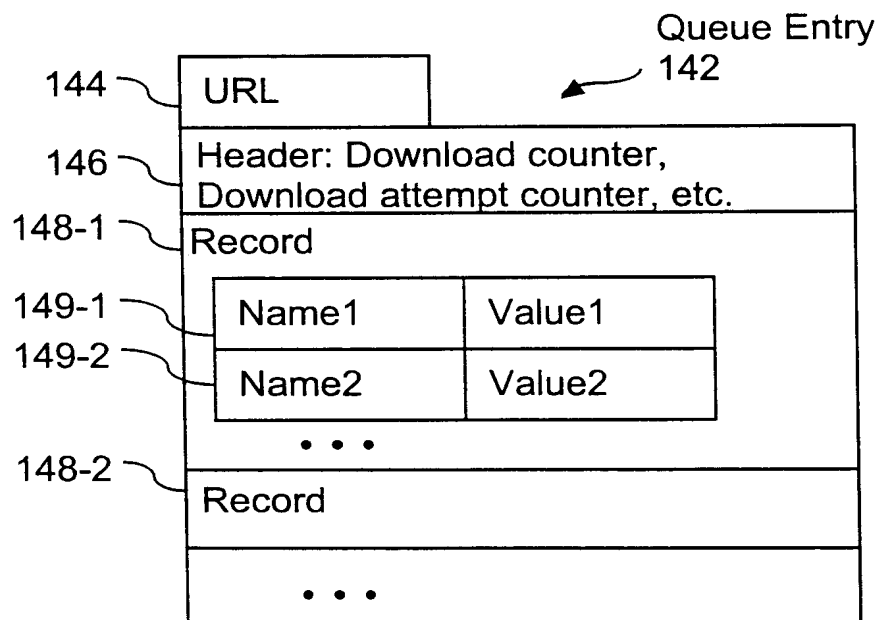 Queue Entry
142
144
URL
146
Header: Download counter,
Download attempt counter, etc.
148-1
Record
149-1
Name1 Value1
149-2
Name2 Value2
• • •
148-2
Record
• • •